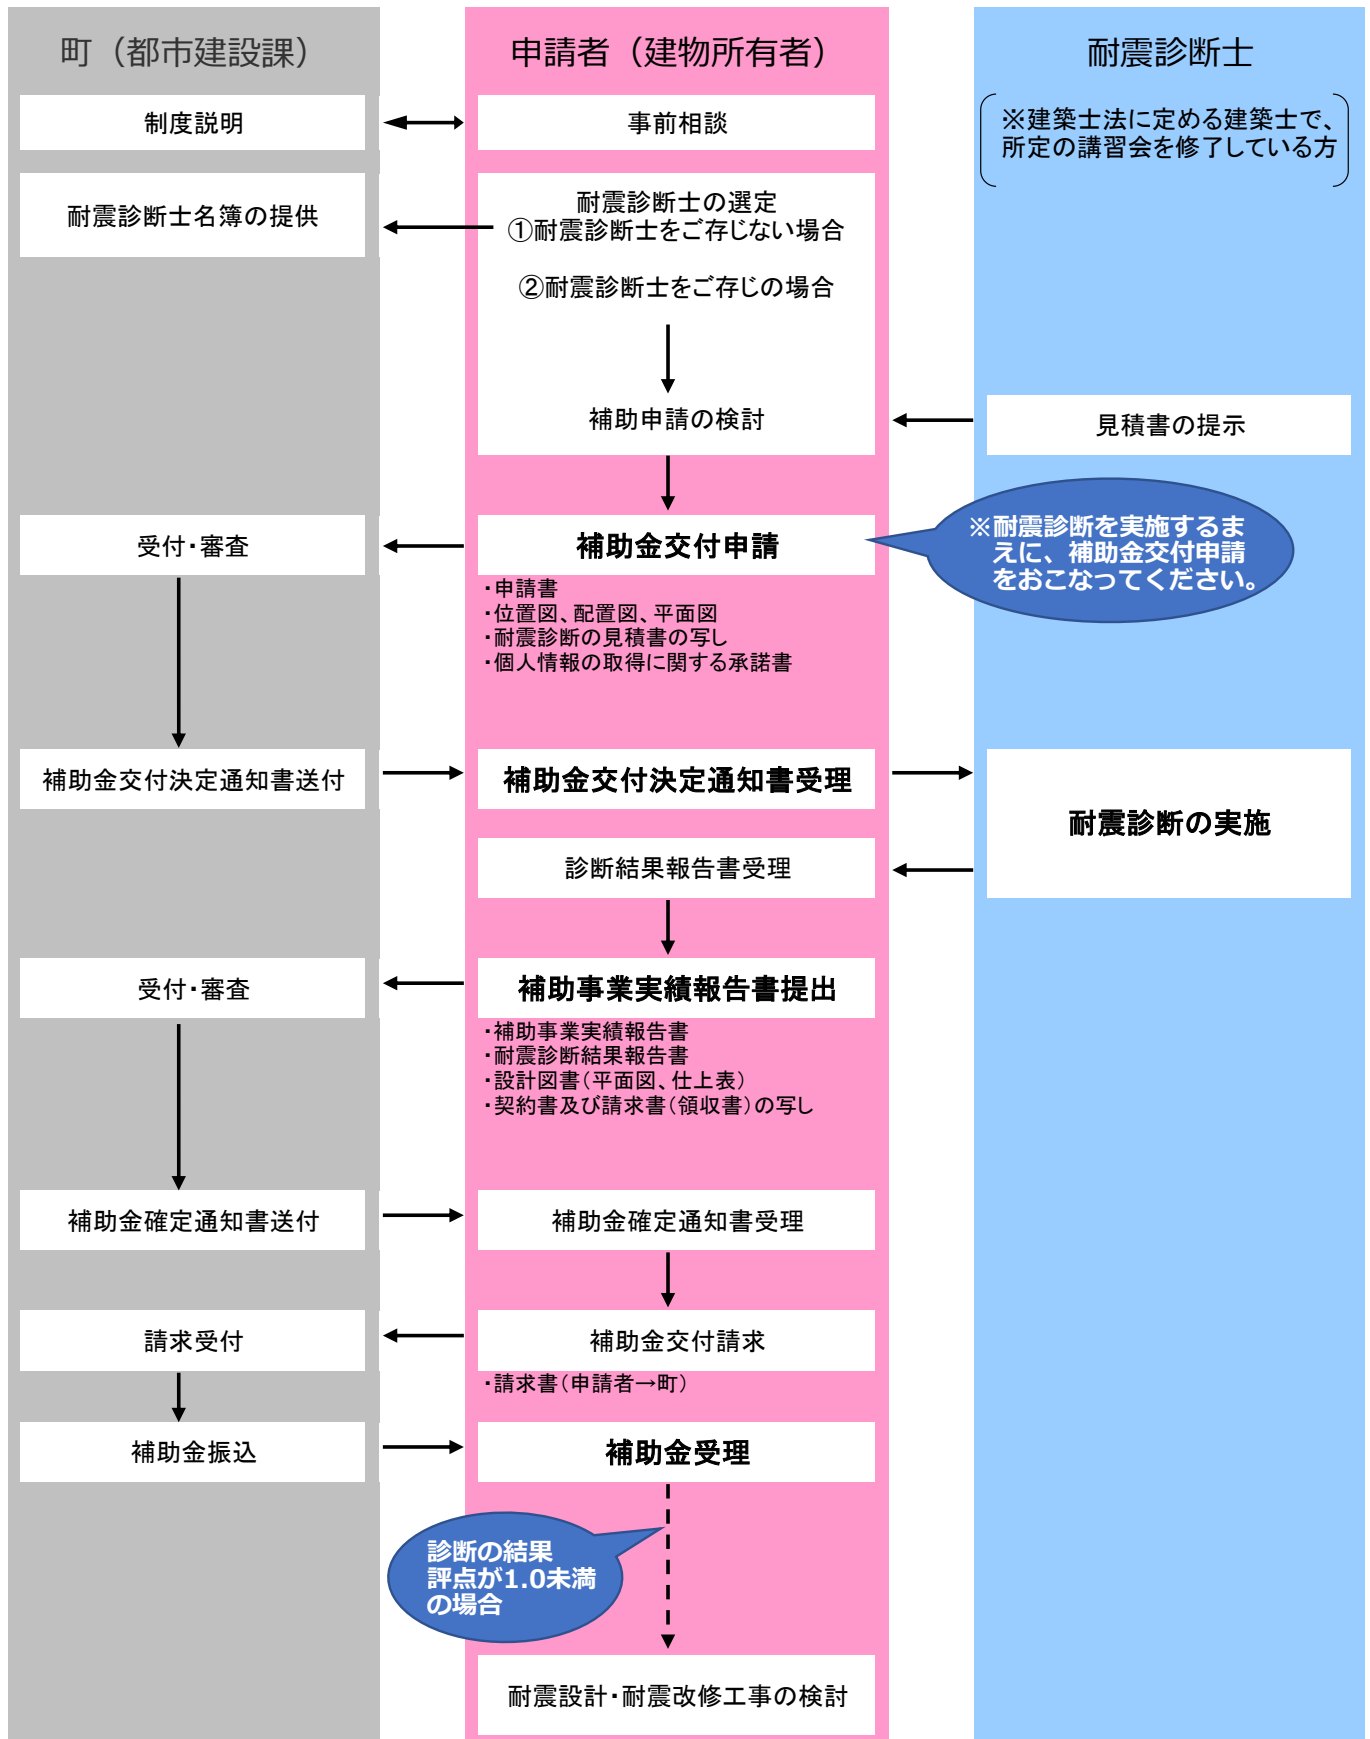 町（都市建設課）
申請者（建物所有者）
耐震診断士
制度説明
事前相談
※建築士法に定める建築士で、
所定の講習会を修了している方
耐震診断士名簿の提供
耐震診断士の選定
①耐震診断士をご存じない場合
②耐震診断士をご存じの場合
補助申請の検討
見積書の提示
受付・審査
補助金交付申請
※耐震診断を実施するま
えに、補助金交付申請
をおこなってください。
・申請書
・位置図、配置図、平面図
・耐震診断の見積書の写し
・個人情報の取得に関する承諾書
補助金交付決定通知書送付
補助金交付決定通知書受理
耐震診断の実施
診断結果報告書受理
受付・審査
補助事業実績報告書提出
・補助事業実績報告書
・耐震診断結果報告書
・設計図書（平面図、仕上表）
・契約書及び請求書（領収書）の写し
補助金確定通知書送付
補助金確定通知書受理
請求受付
補助金交付請求
・請求書（申請者→町）
補助金振込
補助金受理
診断の結果
評点が1.0未満
の場合
耐震設計・耐震改修工事の検討